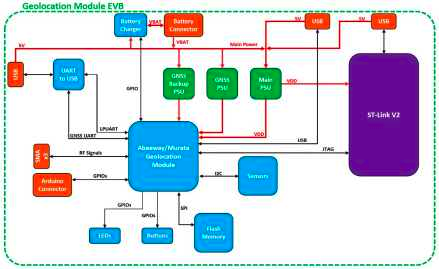 Geolocation Module EVB
Battery
Charger
VBAT
Battery
Connector
5V
USB
USB
VBAT
5V
Main Power
USB
UART
to USB
GPIO
GNSS
Backup
PSU
GNSS
PSU
Main
PSU
VDD
ST-Link V2
LPUART
GNSS UART
VDD
USB
Abeeway/Murata
Geolocation
Module
JTAG
SMA
RF Signals
I2C
Sensors
Arduino
Connector
GPIOs
GPIOs
GPIOs
SPI
LEDs
Buttons
Flash
Memory